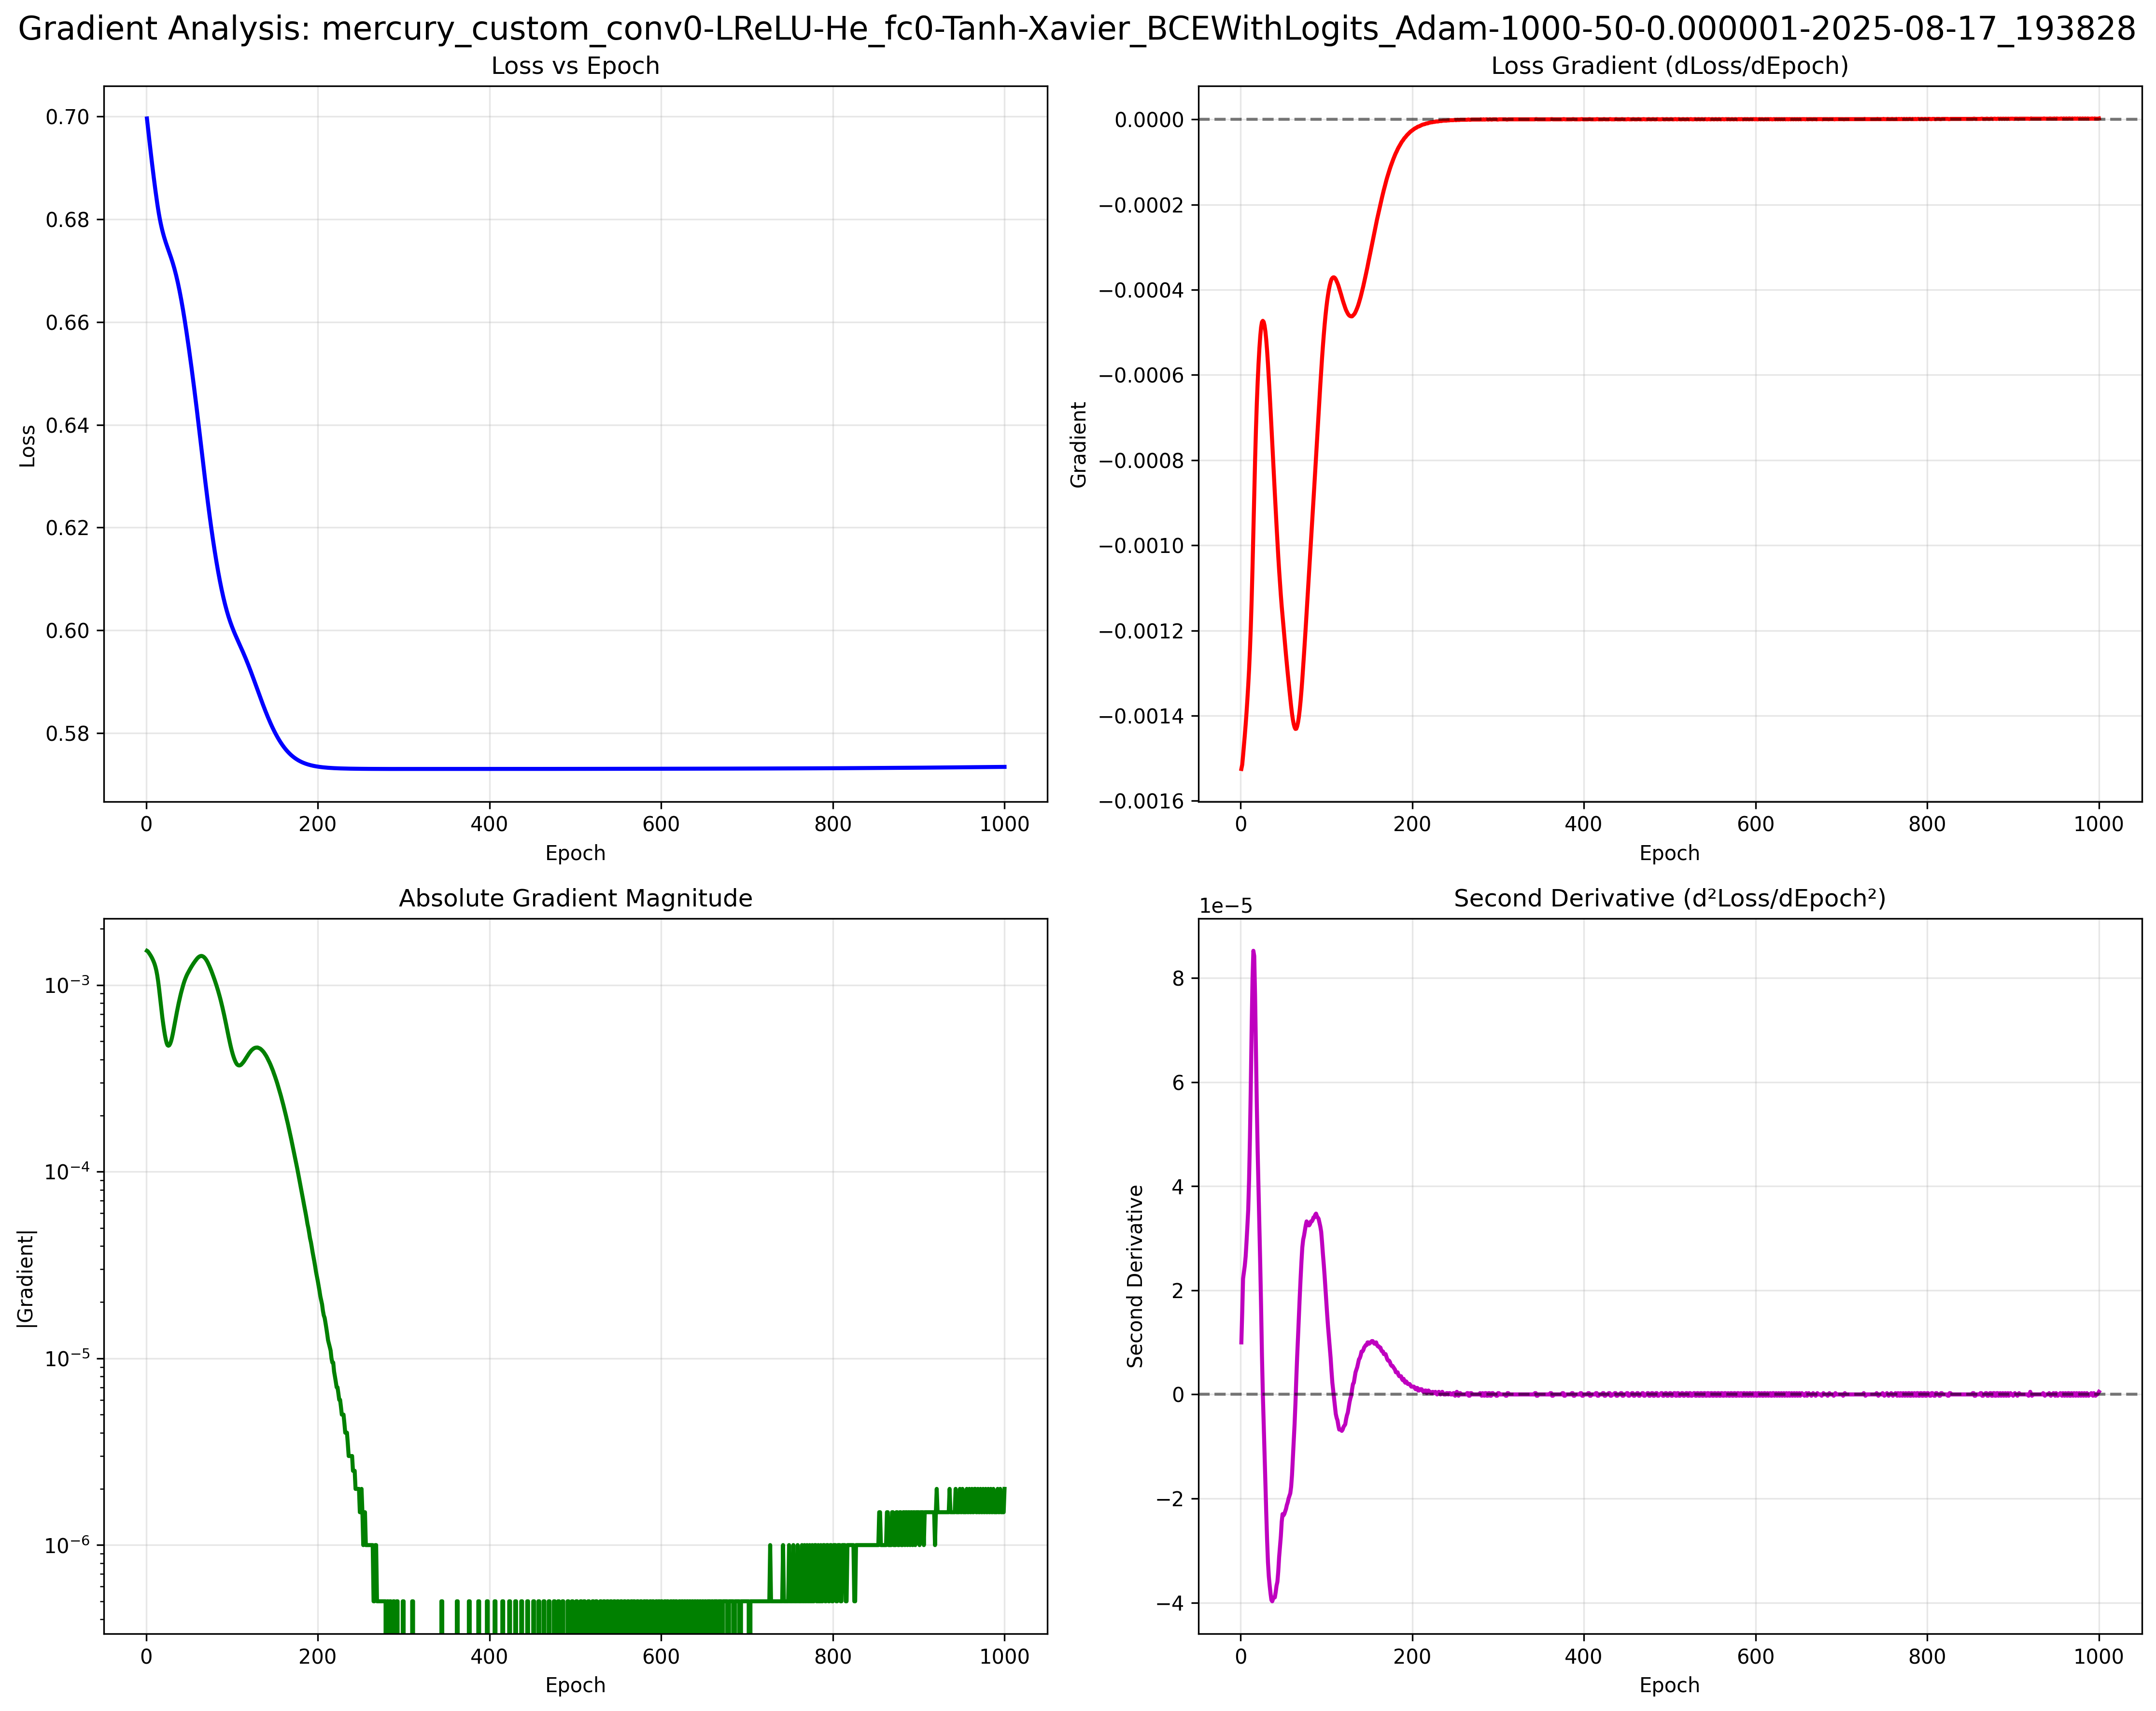 Gradient Analysis: mercury_custom_conv0-LReLU-He_fc0-Tanh-Xavier_BCEWithLogits_Adam-1000-50-0.000001-2025-08-17_193828
Loss vs Epoch
0.70
0.68
0.66
0.64
0.62
0.60
0.58
Loss
0 200 400 600 800 1000
Epoch
Loss Gradient (dLoss/dEpoch)
0.0000
−0.0002
−0.0004
−0.0006
−0.0008
−0.0010
−0.0012
−0.0014
−0.0016
Gradient
0 200 400 600 800 1000
Epoch
Absolute Gradient Magnitude
10⁻³
10⁻⁴
10⁻⁵
10⁻⁶
|Gradient|
0 200 400 600 800 1000
Epoch
Second Derivative (d²Loss/dEpoch²)
1e−5
8
6
4
2
0
−2
−4
Second Derivative
0 200 400 600 800 1000
Epoch